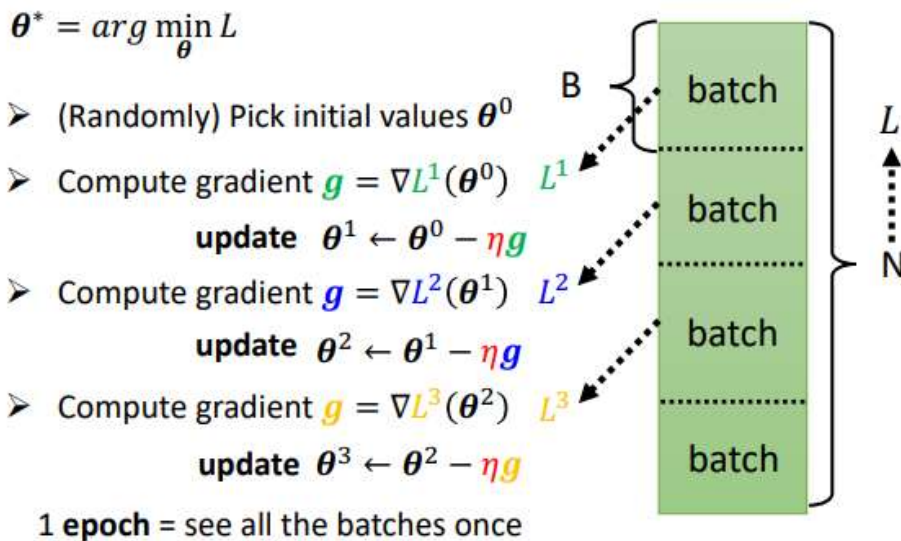 θ* = arg min L
θ
➢ (Randomly) Pick initial values θ⁰
➢ Compute gradient g = ∇L¹(θ⁰) L¹
update θ¹ ← θ⁰ − ηg
➢ Compute gradient g = ∇L²(θ¹) L²
update θ² ← θ¹ − ηg
➢ Compute gradient g = ∇L³(θ²) L³
update θ³ ← θ² − ηg
1 epoch = see all the batches once
B
batch
batch
batch
batch
L
N